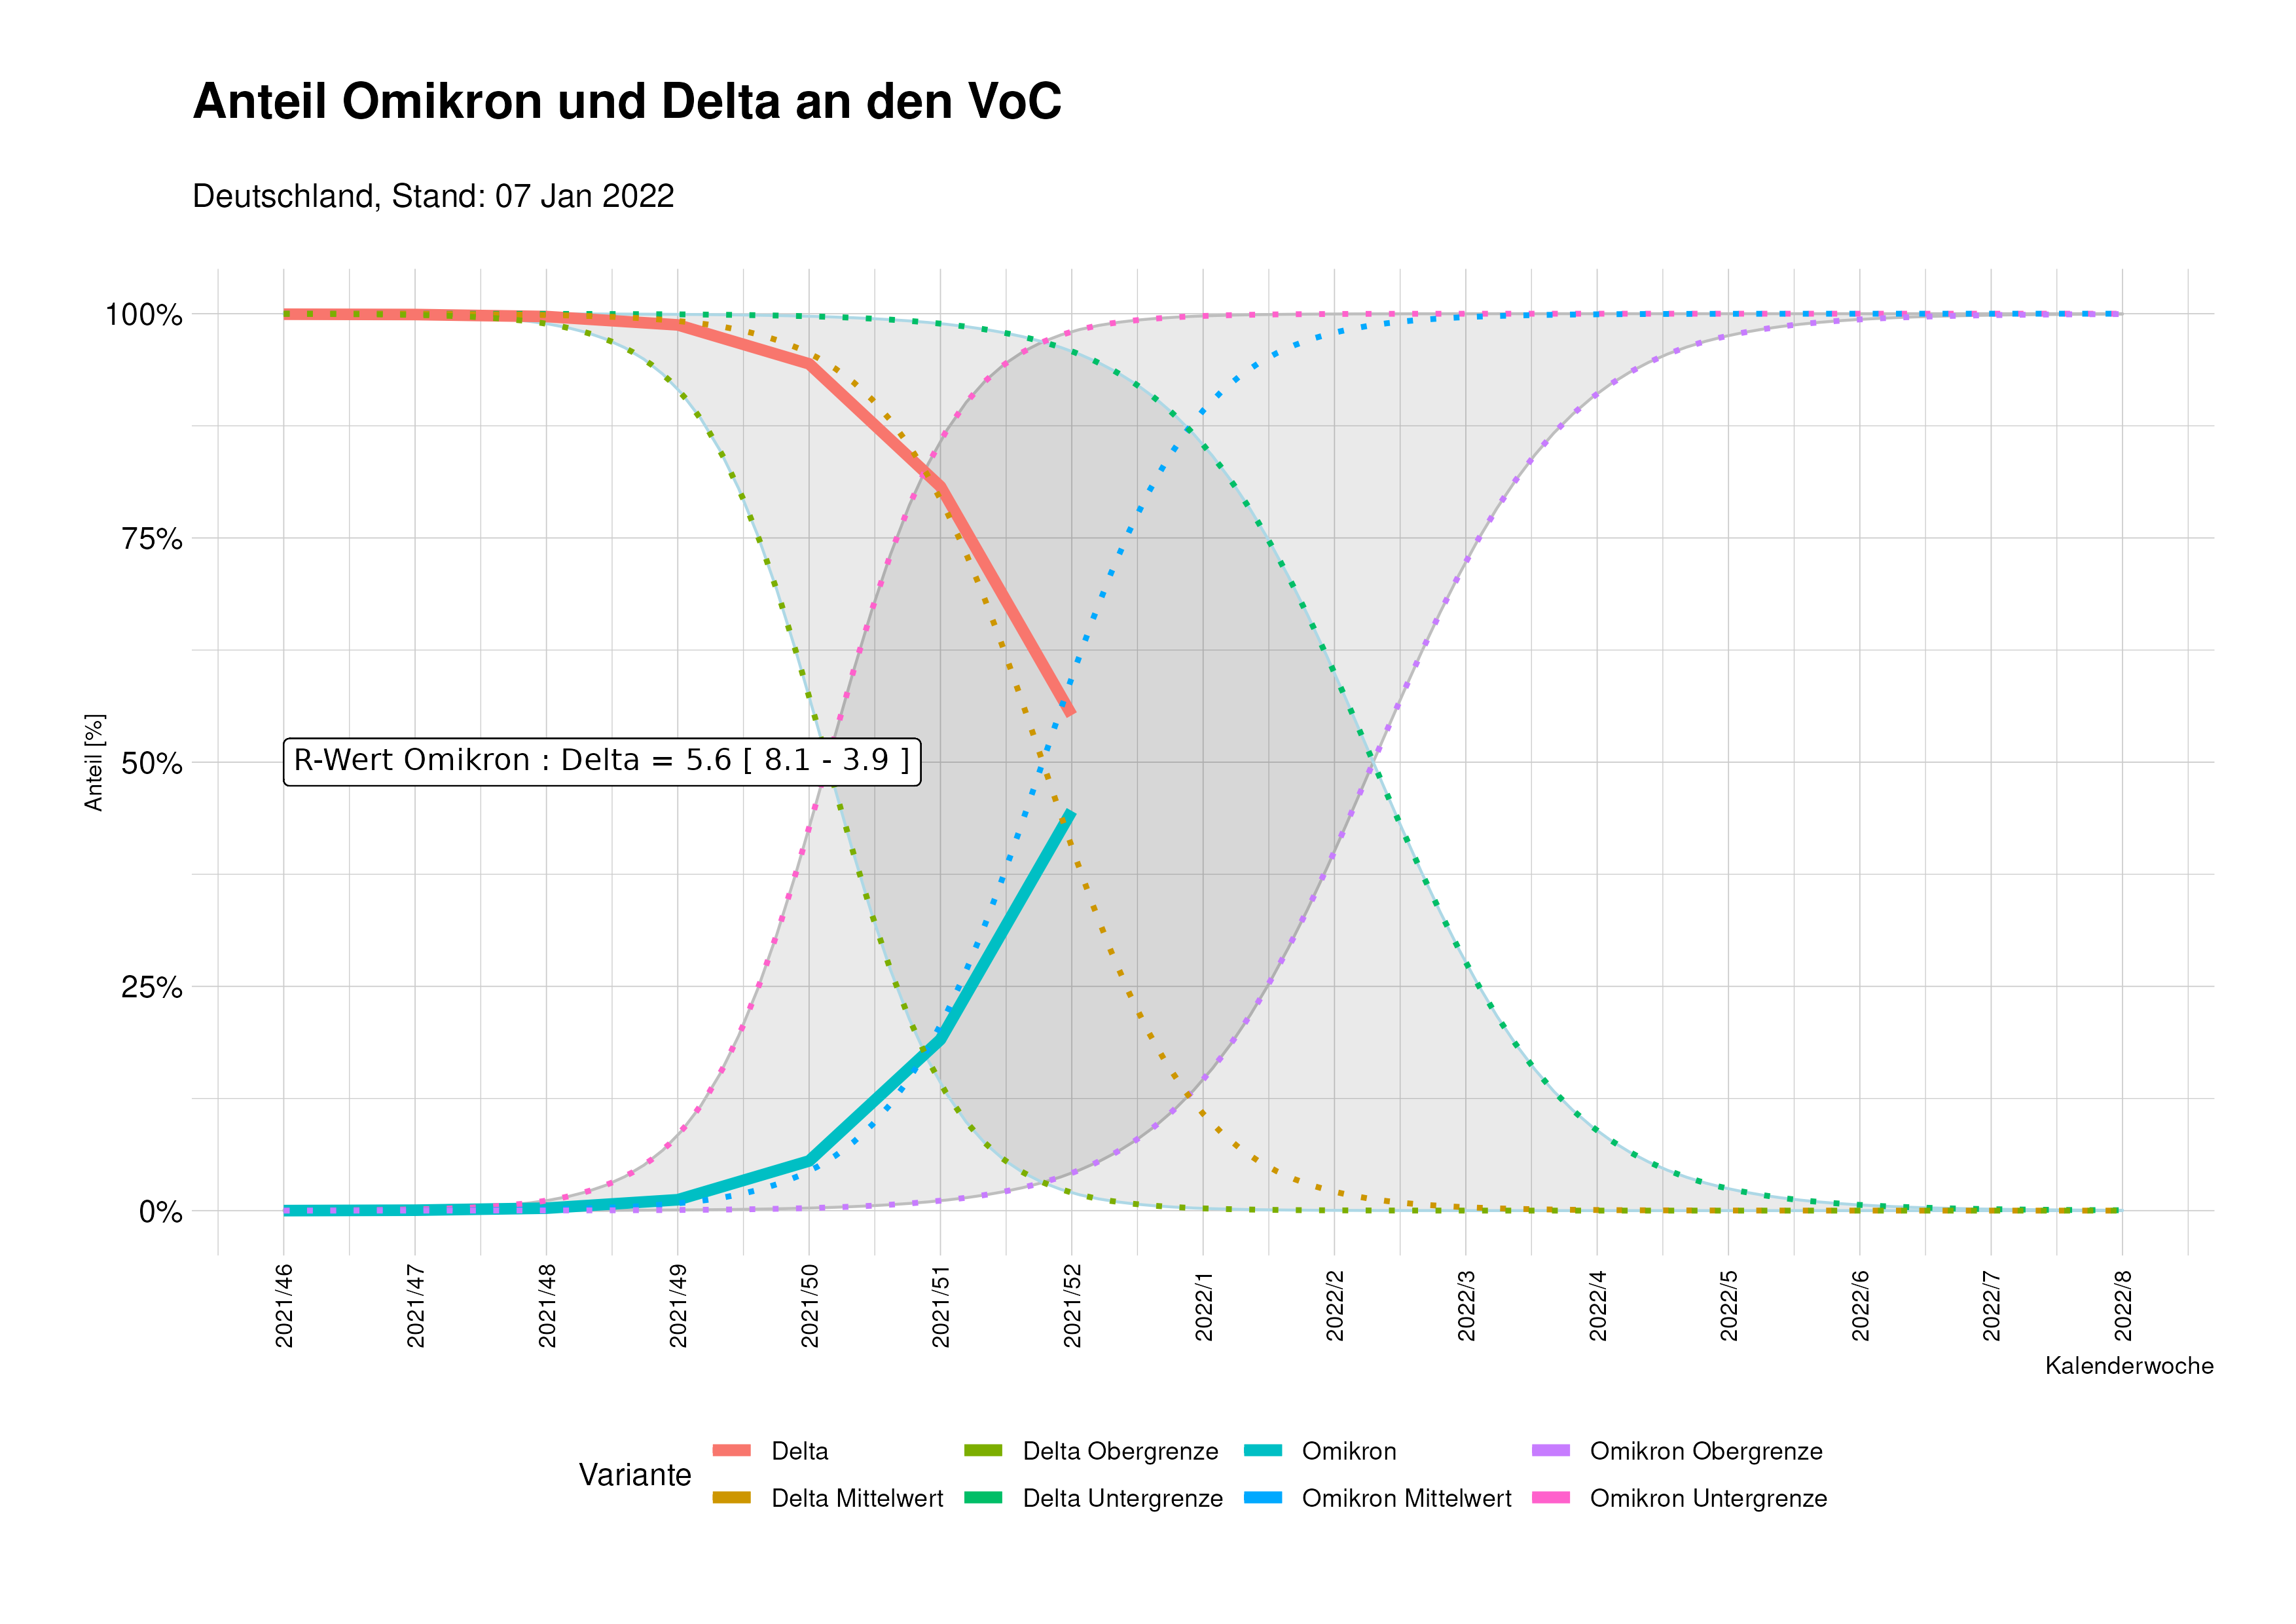 Anteil Omikron und Delta an den VoC
Deutschland, Stand: 07 Jan 2022
100%
75%
50%
25%
0%
Anteil [%]
R-Wert Omikron : Delta = 5.6 [ 8.1 - 3.9 ]
2021/46
2021/47
2021/48
2021/49
2021/50
2021/51
2021/52
2022/1
2022/2
2022/3
2022/4
2022/5
2022/6
2022/7
2022/8
Kalenderwoche
Variante
Delta
Delta Obergrenze
Omikron
Omikron Obergrenze
Delta Mittelwert
Delta Untergrenze
Omikron Mittelwert
Omikron Untergrenze